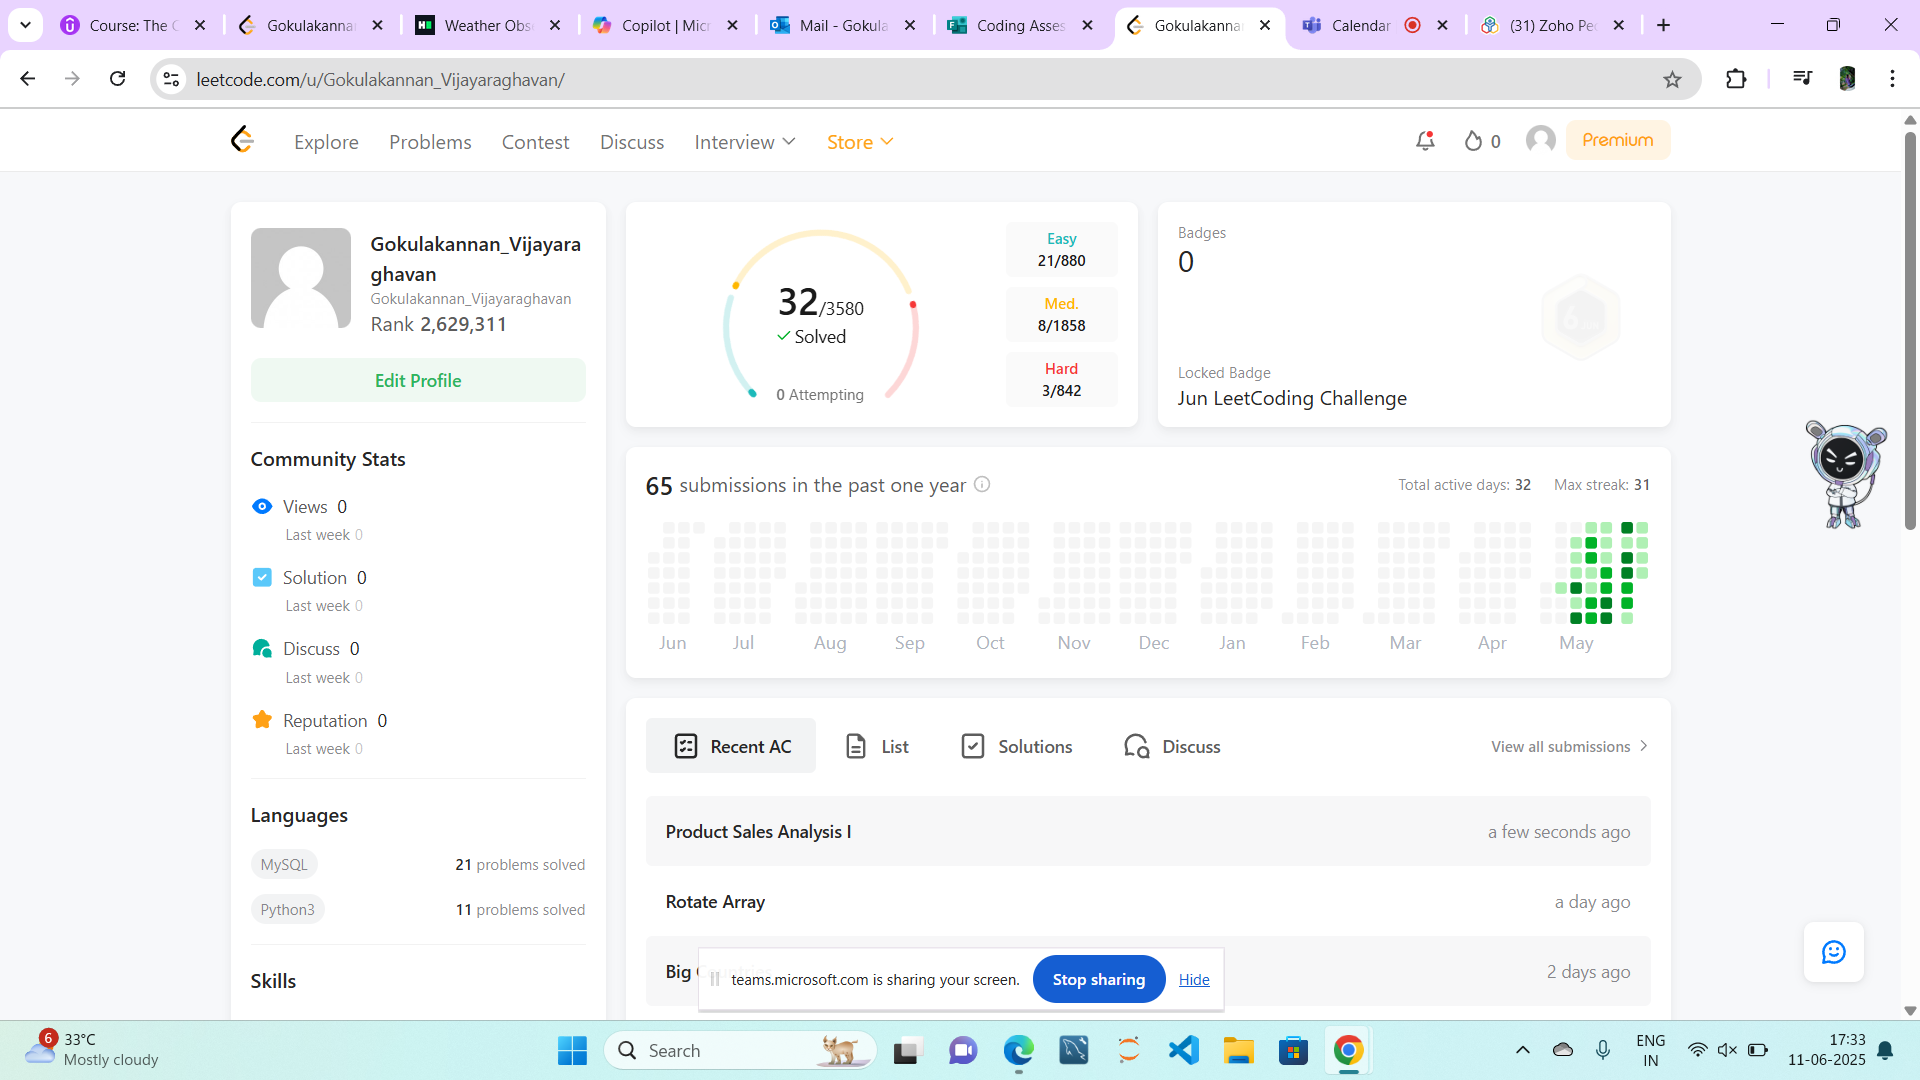 Course: The C
Gokulakannan
Weather Obs
Copilot | Micr
Mail - Gokula
Coding Asses
Gokulakannan
Calendar
(31) Zoho Peo
leetcode.com/u/Gokulakannan_Vijayaraghavan/
Explore
Problems
Contest
Discuss
Interview
Store
0
Premium
Gokulakannan_Vijayara
ghavan
Gokulakannan_Vijayaraghavan
Rank 2,629,311
Edit Profile
Community Stats
Views 0
Last week 0
Solution 0
Last week 0
Discuss 0
Last week 0
Reputation 0
Last week 0
Languages
MySQL
21 problems solved
Python3
11 problems solved
Skills
32/3580
Solved
0 Attempting
Easy
21/880
Med.
8/1858
Hard
3/842
Badges
0
Locked Badge
Jun LeetCoding Challenge
65 submissions in the past one year
Total active days: 32
Max streak: 31
Jun Jul Aug Sep Oct Nov Dec Jan Feb Mar Apr May
Recent AC
List
Solutions
Discuss
View all submissions
Product Sales Analysis I
a few seconds ago
Rotate Array
a day ago
Big
2 days ago
teams.microsoft.com is sharing your screen.
Stop sharing
Hide
6
33°C
Mostly cloudy
Search
ENG
IN
17:33
11-06-2025